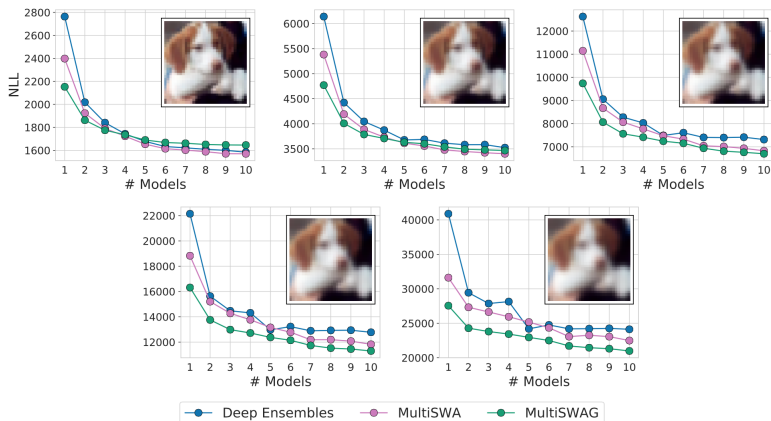 NLL
2800
2600
2400
2200
2000
1800
1600
1 2 3 4 5 6 7 8 9 10
# Models
6000
5500
5000
4500
4000
3500
1 2 3 4 5 6 7 8 9 10
# Models
12000
11000
10000
9000
8000
7000
1 2 3 4 5 6 7 8 9 10
# Models
22000
20000
18000
16000
14000
12000
1 2 3 4 5 6 7 8 9 10
# Models
40000
35000
30000
25000
20000
1 2 3 4 5 6 7 8 9 10
# Models
Deep Ensembles MultiSWA MultiSWAG